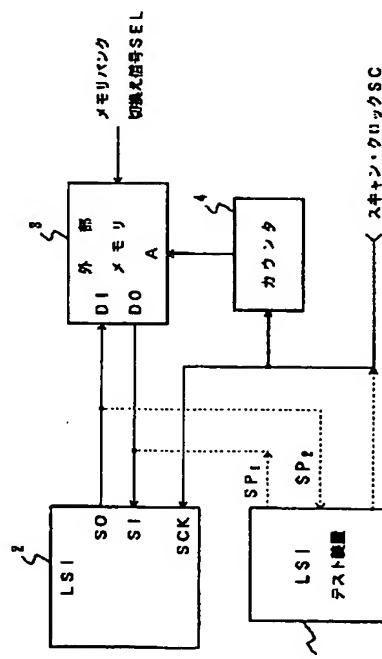 2
LSI
SO
SI
SCK
3
外部
メモリ
DI
DO
A
メモリバンク
切換え信号SEL
4
カウンタ
SP1
SP2
LSI
テスト装置
スキャン・クロックSC